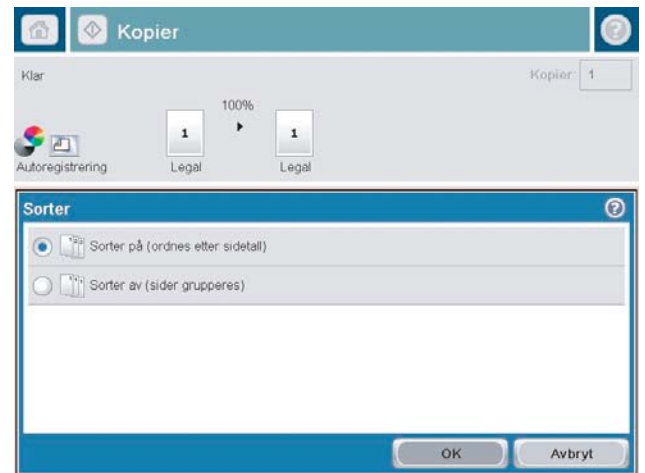 Kopier
Klar
Kopier: 1
100%
1 1
Autoregistrering Legal Legal
Sorter
Sorter på (ordnes etter sidetall)
Sorter av (sider grupperes)
OK Avbryt